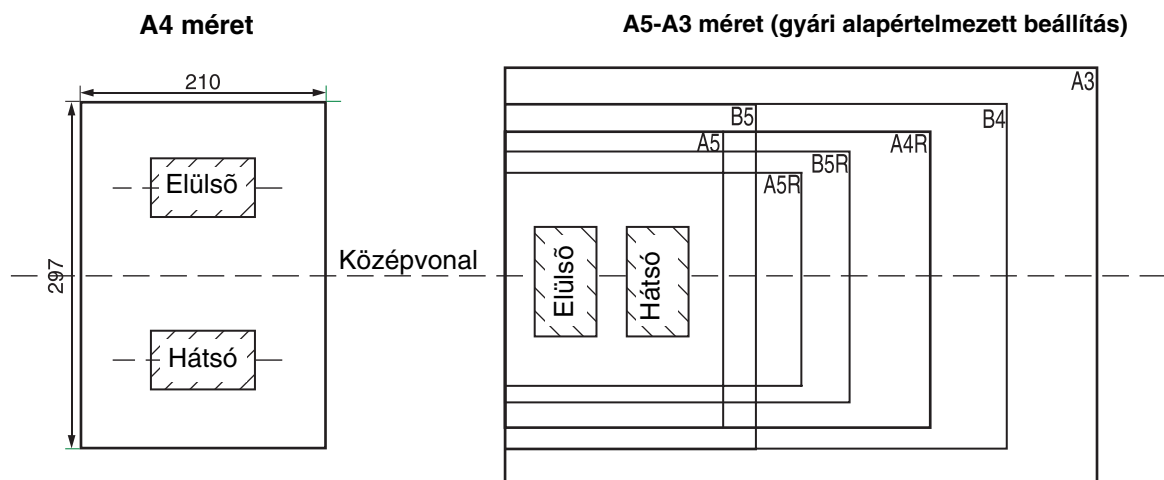 A4 méret
A5-A3 méret (gyári alapértelmezett beállítás)
210
A3
B5
B4
A5
A4R
B5R
A5R
Elülsõ
Középvonal
297
Elülsõ
Hátsó
Hátsó